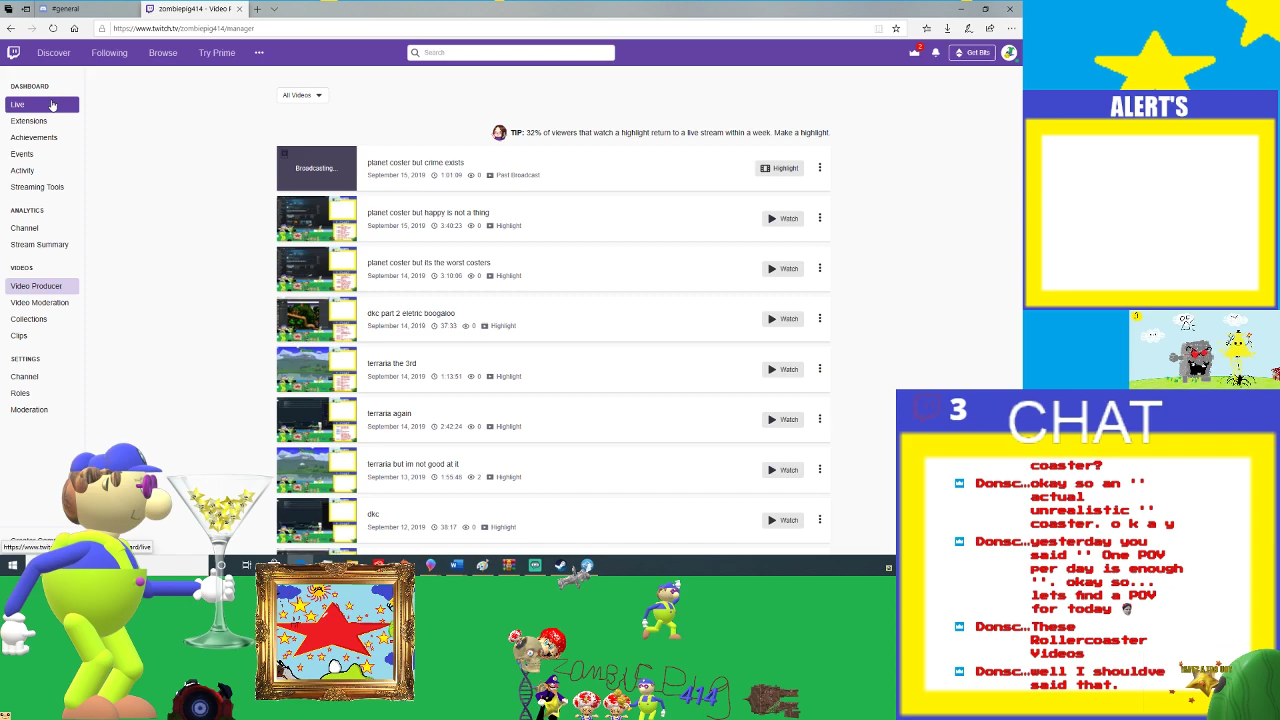 #general
zombiepig414 - Video P
https://www.twitch.tv/zombiepig414/manager
Discover
Following
Browse
Try Prime
Search
2
Get Bits
DASHBOARD
Live
Extensions
Achievements
Events
Activity
Streaming Tools
ANALYTICS
Channel
Stream Summary
VIDEOS
Video Producer
Video Moderation
Collections
Clips
SETTINGS
Channel
Roles
Moderation
All Videos
TIP: 32% of viewers that watch a highlight return to a live stream within a week. Make a highlight.
Broadcasting...
planet coster but crime exists
September 15, 2019 1:01:09 0 Past Broadcast
Highlight
planet coster but happy is not a thing
September 15, 2019 3:40:23 0 Highlight
Watch
planet coster but its the worst costers
September 14, 2019 3:10:06 0 Highlight
Watch
dkc part 2 eletric boogaloo
September 14, 2019 37:33 0 Highlight
Watch
terraria the 3rd
September 14, 2019 1:13:51 0 Highlight
Watch
terraria again
September 14, 2019 2:42:24 0 Highlight
Watch
terraria but im not good at it
September 13, 2019 1:55:46 2 Highlight
Watch
dkc
September 12, 2019 38:17 0 Highlight
Watch
ALERT'S
3
CHAT
coaster?
Donsc...okay so an ''
actual
unrealistic ''
coaster. o k a y
Donsc...yesterday you
said '' One POV
per day is enough
''. okay so...
lets find a POV
for today
Donsc...These
Rollercoaster
Videos
Donsc...well I shouldve
said that.
ZOMBIE Pig
414